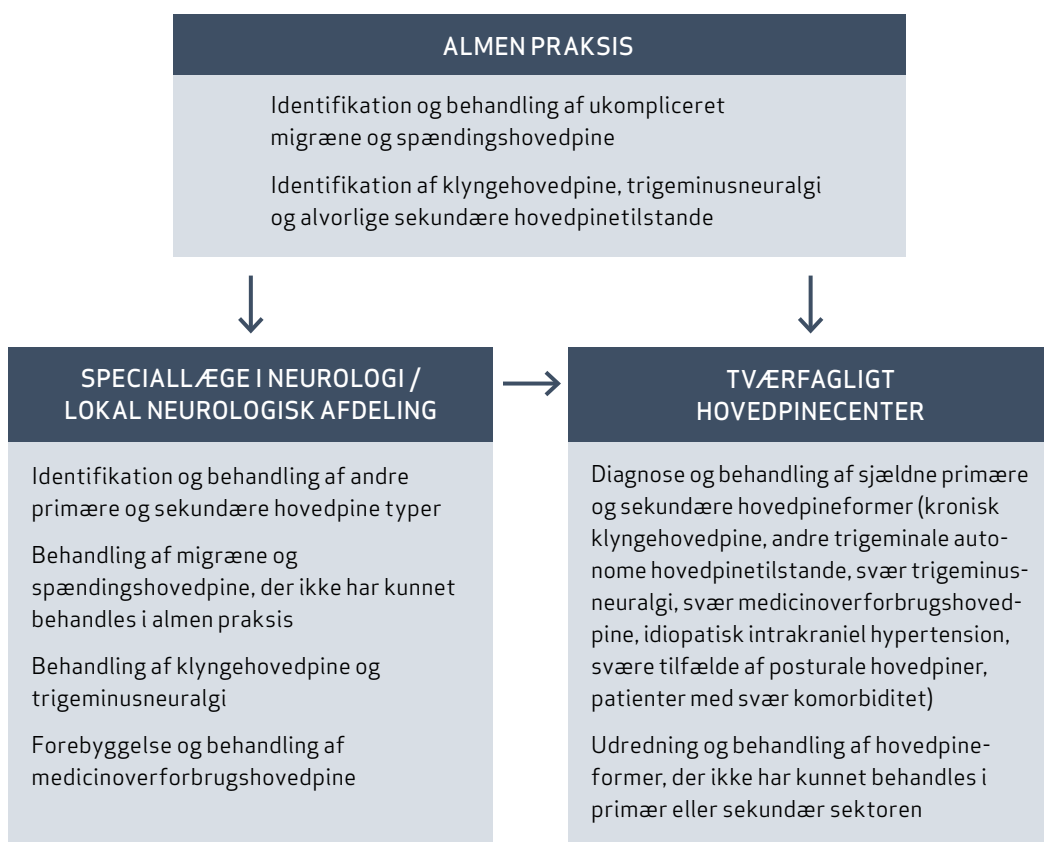 ALMEN PRAKSIS
Identifikation og behandling af ukompliceret
migræne og spændingshovedpine
Identifikation af klyngehovedpine, trigeminusneuralgi
og alvorlige sekundære hovedpinetilstande
SPECIALLÆGE I NEUROLOGI /
LOKAL NEUROLOGISK AFDELING
Identifikation og behandling af andre
primære og sekundære hovedpine typer
Behandling af migræne og
spændingshovedpine, der ikke har kunnet
behandles i almen praksis
Behandling af klyngehovedpine og
trigeminusneuralgi
Forebyggelse og behandling af
medicinoverforbrugshovedpine
TVÆRFAGLIGT
HOVEDPINECENTER
Diagnose og behandling af sjældne primære
og sekundære hovedpineformer (kronisk
klyngehovedpine, andre trigeminale auto-
nome hovedpinetilstande, svær trigeminus-
neuralgi, svær medicinoverforbrugshoved-
pine, idiopatisk intrakraniel hypertension,
svære tilfælde af posturale hovedpiner,
patienter med svær komorbiditet)
Udredning og behandling af hovedpine-
former, der ikke har kunnet behandles i
primær eller sekundær sektoren